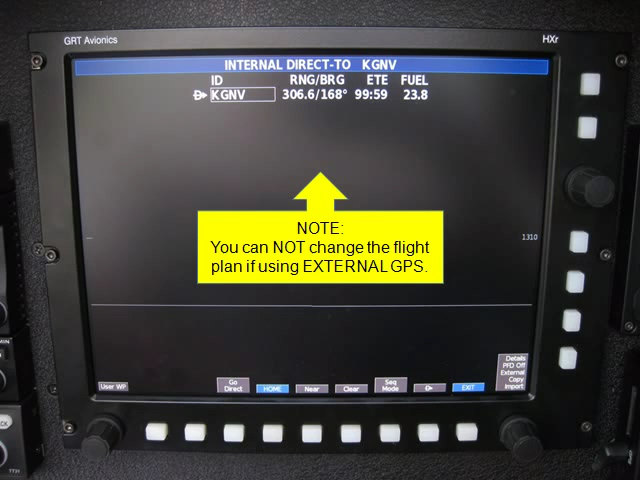 GRT Avionics HXr
INTERNAL DIRECT-TO KGNV
ID RNG/BRG ETE FUEL
KGNV 306.6/168° 99:59 23.8
NOTE:
You can NOT change the flight
plan if using EXTERNAL GPS.
1310
User WP
Go
Direct
HOME
Near
Clear
Seq
Mode
EXIT
Details
PFD Off
External
Copy
Import
MIN
TT31